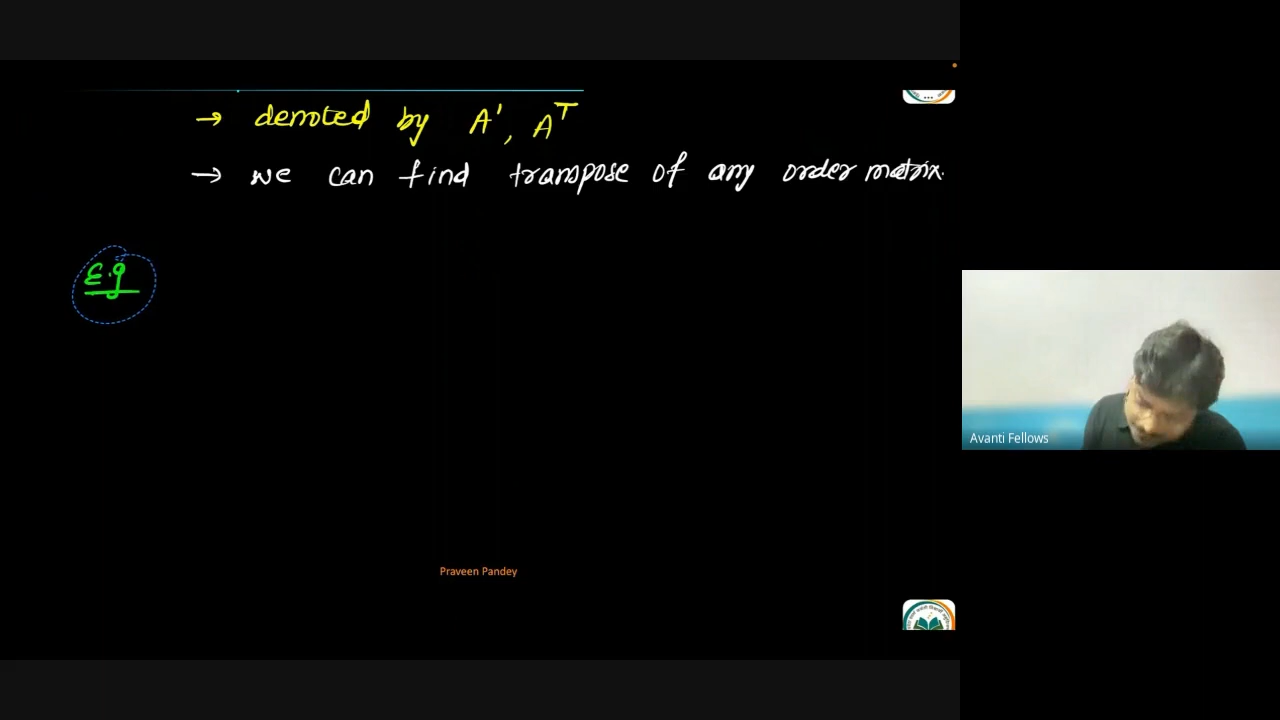 → denoted by A', Aᵀ
→ we can find transpose of any order matrix.
E.g
Avanti Fellows
Praveen Pandey